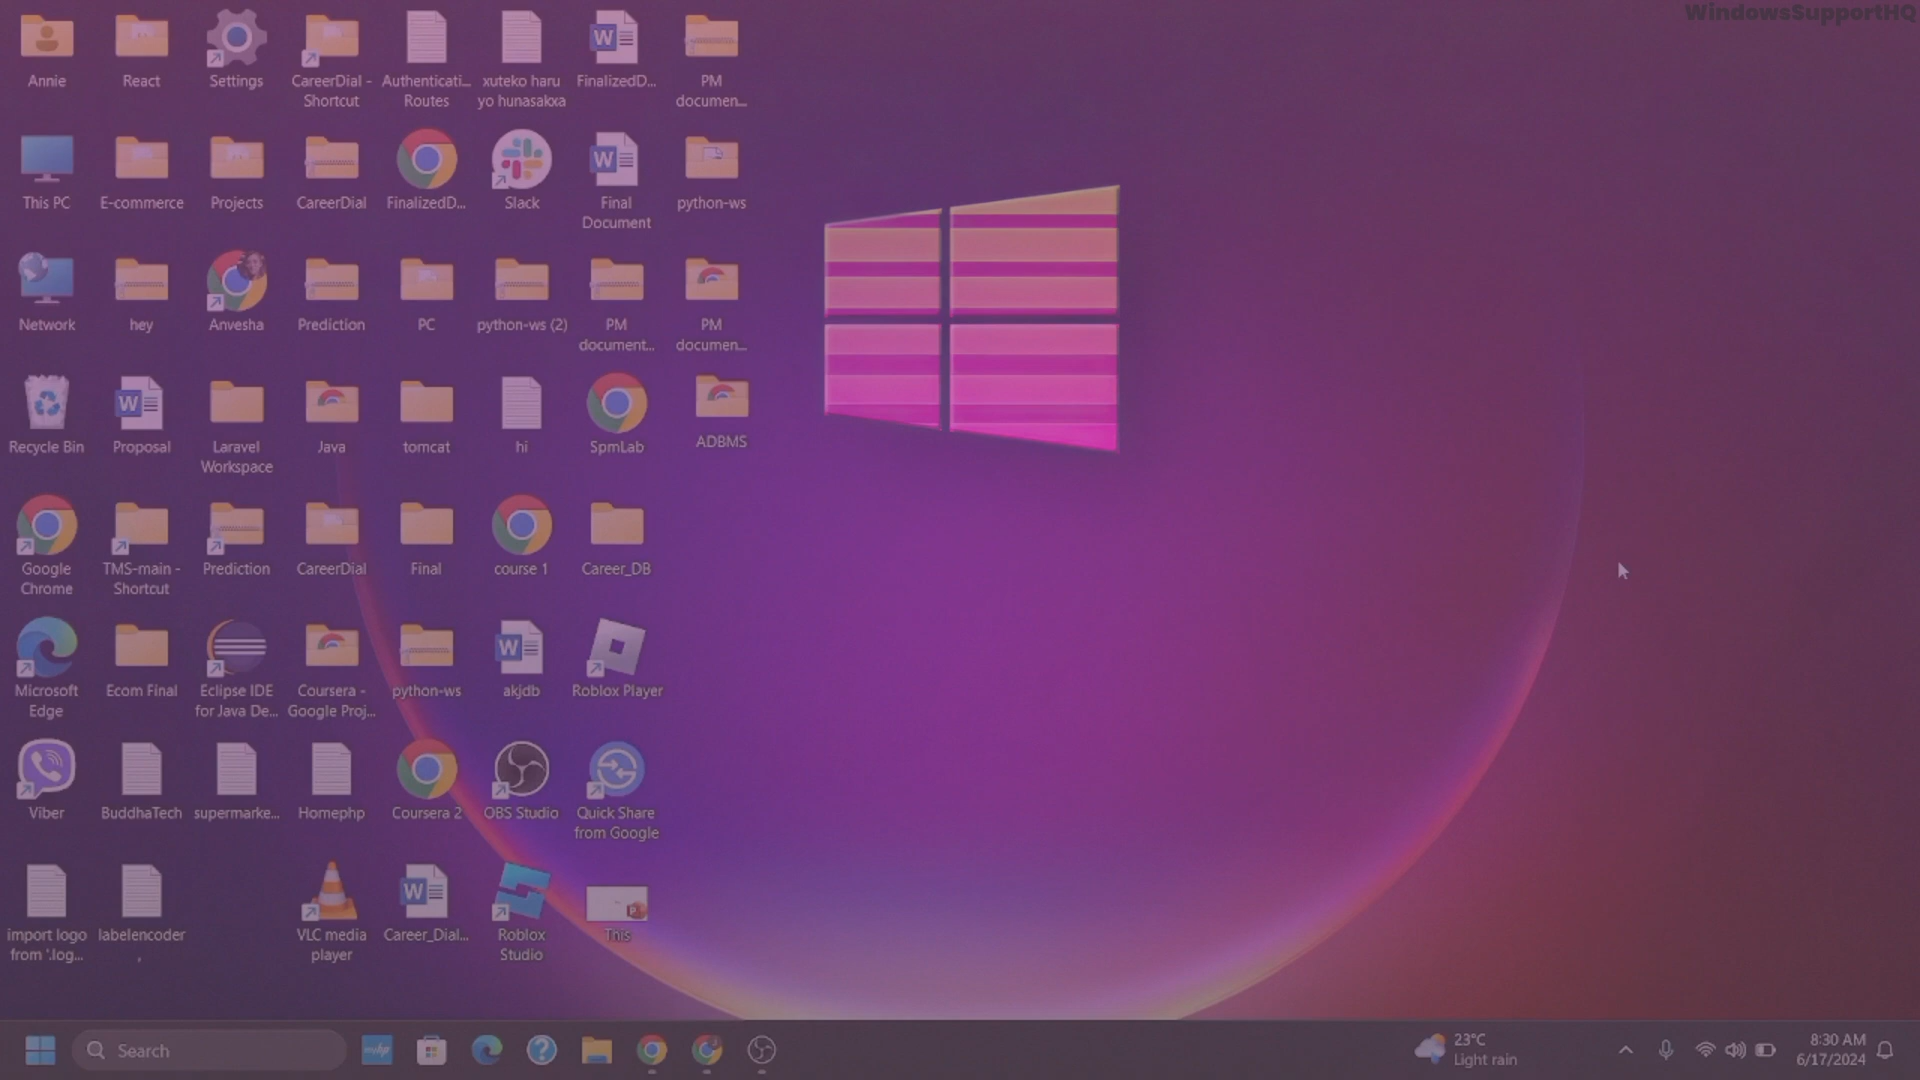 WindowsSupportHQ
Annie
React
Settings
CareerDial -
Shortcut
Authenticati...
Routes
xuteko haru
yo hunasakxa
FinalizedD...
PM
documen...
This PC
E-commerce
Projects
CareerDial
FinalizedD...
Slack
Final
Document
python-ws
Network
hey
Anvesha
Prediction
PC
python-ws (2)
PM
document...
PM
documen...
Recycle Bin
Proposal
Laravel
Workspace
Java
tomcat
hi
SpmLab
ADBMS
Google
Chrome
TMS-main -
Shortcut
Prediction
CareerDial
Final
course 1
Career_DB
Microsoft
Edge
Ecom Final
Eclipse IDE
for Java De...
Coursera -
Google Proj...
python-ws
akjdb
Roblox Player
Viber
BuddhaTech
supermarke...
Homephp
Coursera 2
OBS Studio
Quick Share
from Google
import logo
from '.log...
labelencoder
,
VLC media
player
Career_Dial...
Roblox
Studio
This
Search
myhp
23°C
Light rain
8:30 AM
6/17/2024